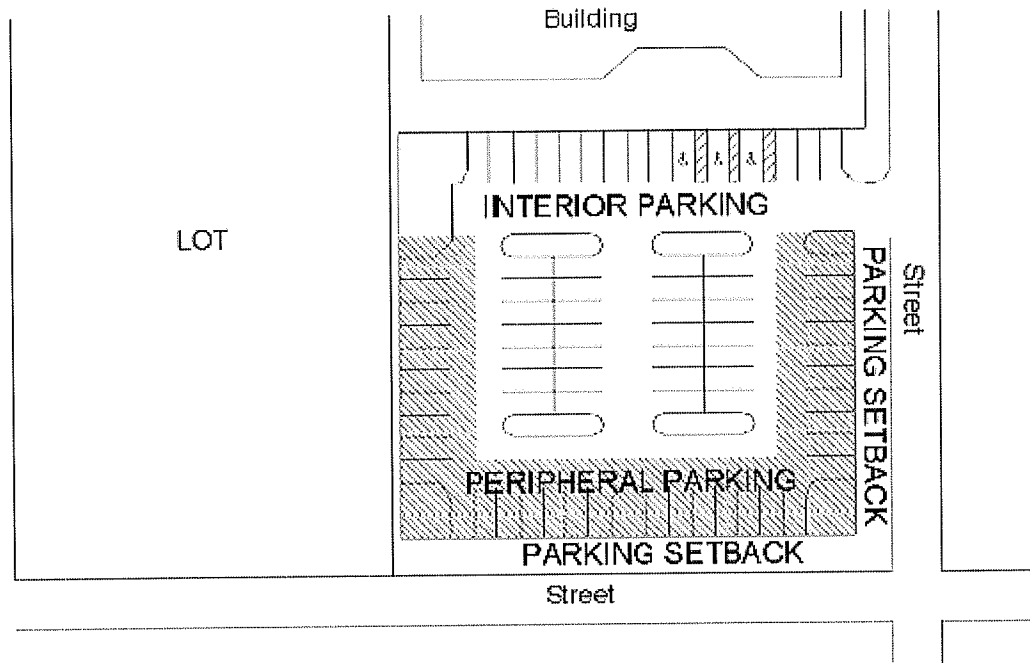 Building
INTERIOR PARKING
LOT
Street
PARKING SETBACK
PERIPHERAL PARKING
PARKING SETBACK
Street